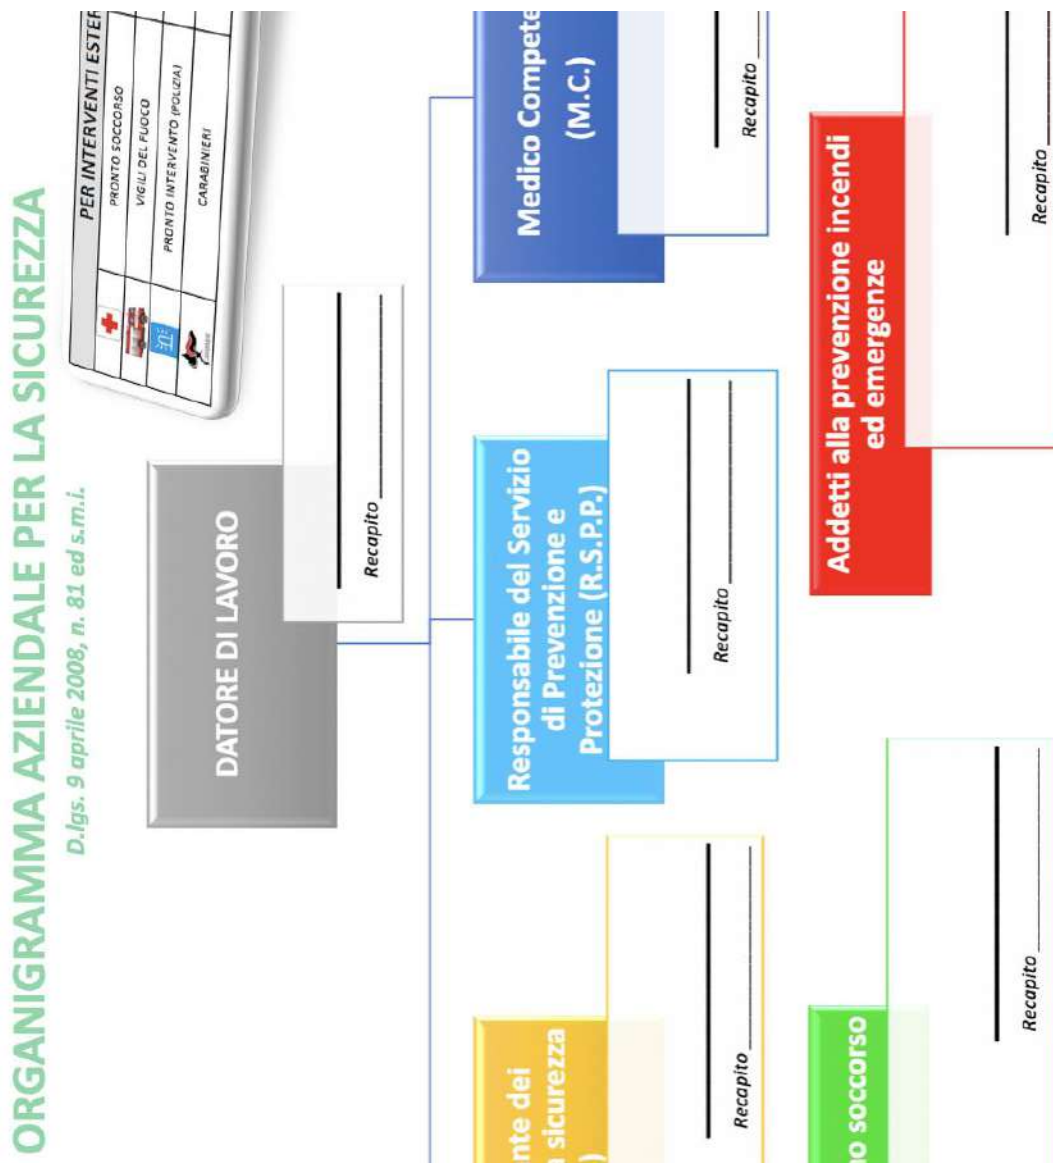 ORGANIGRAMMA AZIENDALE PER LA SICUREZZA
D.lgs. 9 aprile 2008, n. 81 ed s.m.i.
PER INTERVENTI ESTER
PRONTO SOCCORSO
VIGILI DEL FUOCO
PRONTO INTERVENTO (POLIZIA)
CARABINIERI
DATORE DI LAVORO
Recapito
nte dei
sicurezza
)
Recapito
Responsabile del Servizio
di Prevenzione e
Protezione (R.S.P.P.)
Recapito
Medico Compete
(M.C.)
Recapito
o soccorso
Recapito
Addetti alla prevenzione incendi
ed emergenze
Recapito